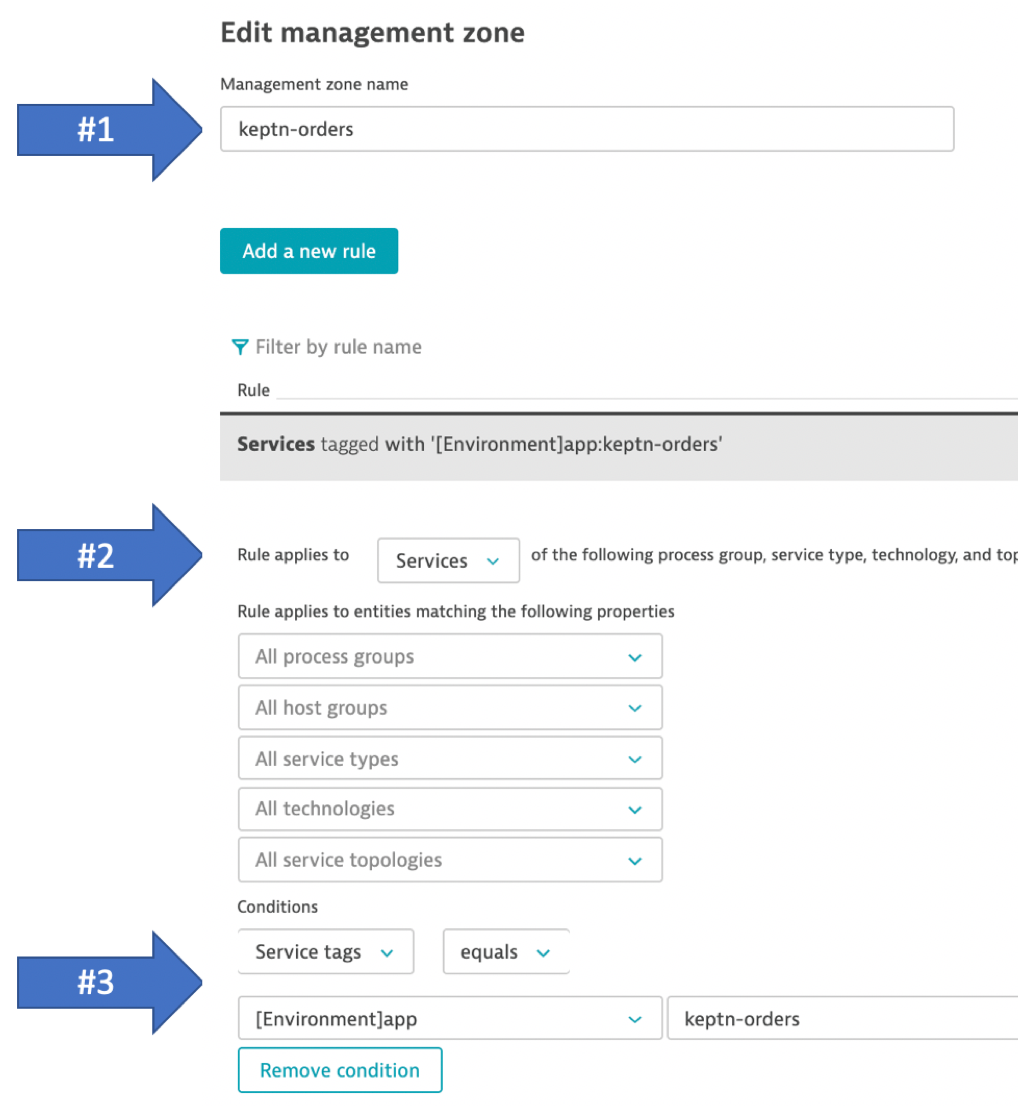 Edit management zone
Management zone name
#1
keptn-orders
Add a new rule
Filter by rule name
Rule
Services tagged with '[Environment]app:keptn-orders'
#2
Rule applies to Services of the following process group, service type, technology, and
Rule applies to entities matching the following properties
All process groups
All host groups
All service types
All technologies
All service topologies
Conditions
Service tags equals
#3
[Environment]app keptn-orders
Remove condition